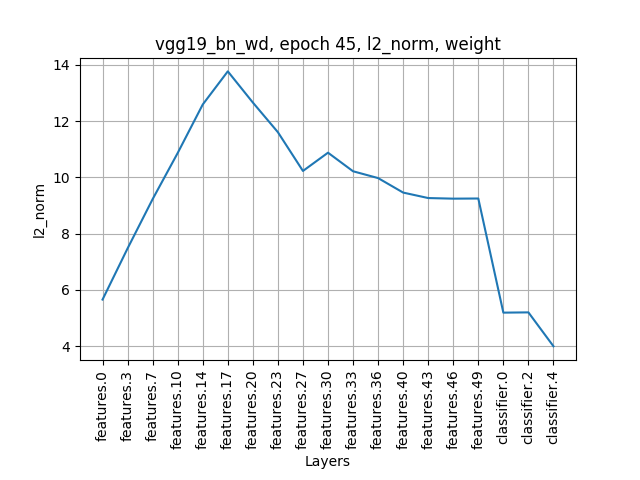 vgg19_bn_wd, epoch 45, l2_norm, weight
14
12
10
8
6
4
l2_norm
features.0
features.3
features.7
features.10
features.14
features.17
features.20
features.23
features.27
features.30
features.33
features.36
features.40
features.43
features.46
features.49
classifier.0
classifier.2
classifier.4
Layers